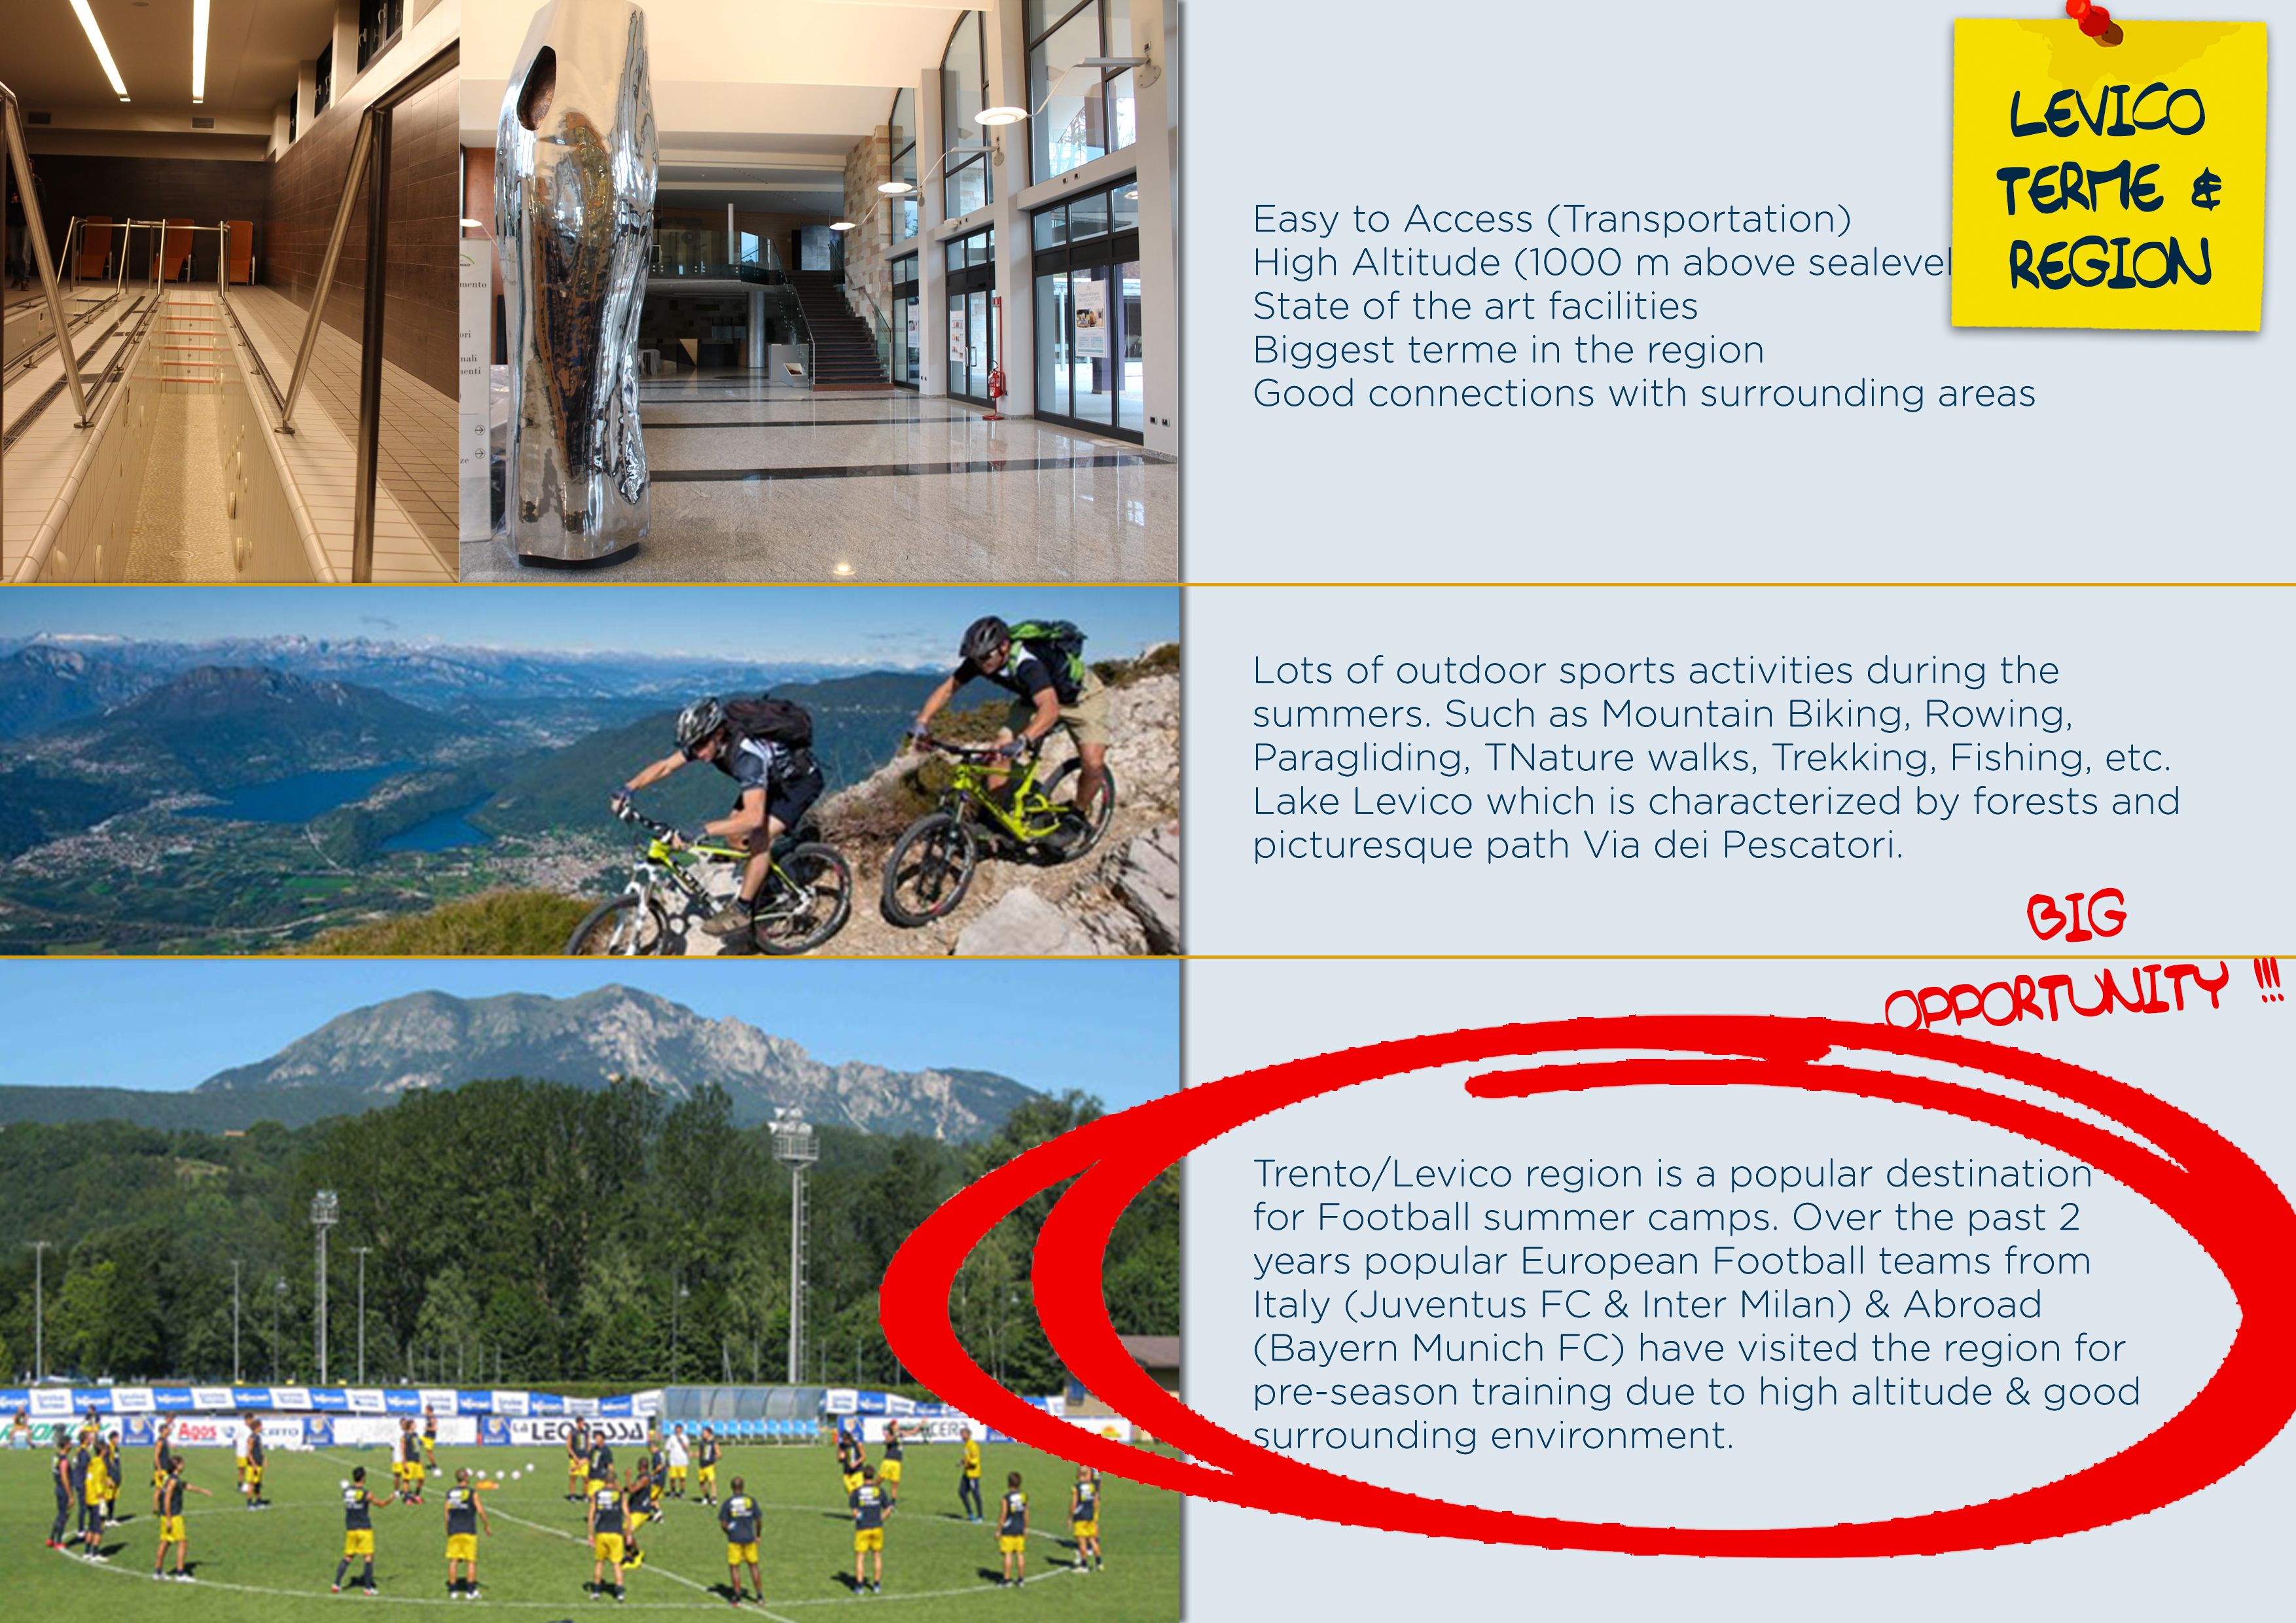 LEVICO
TERME &
REGION
Easy to Access (Transportation)
High Altitude (1000 m above sealevel
State of the art facilities
Biggest terme in the region
Good connections with surrounding areas
Lots of outdoor sports activities during the
summers. Such as Mountain Biking, Rowing,
Paragliding, TNature walks, Trekking, Fishing, etc.
Lake Levico which is characterized by forests and
picturesque path Via dei Pescatori.
BIG
OPPORTUNITY !!!
Trento/Levico region is a popular destination
for Football summer camps. Over the past 2
years popular European Football teams from
Italy (Juventus FC & Inter Milan) & Abroad
(Bayern Munich FC) have visited the region for
pre-season training due to high altitude & good
surrounding environment.
Agos
LA LEONESSA